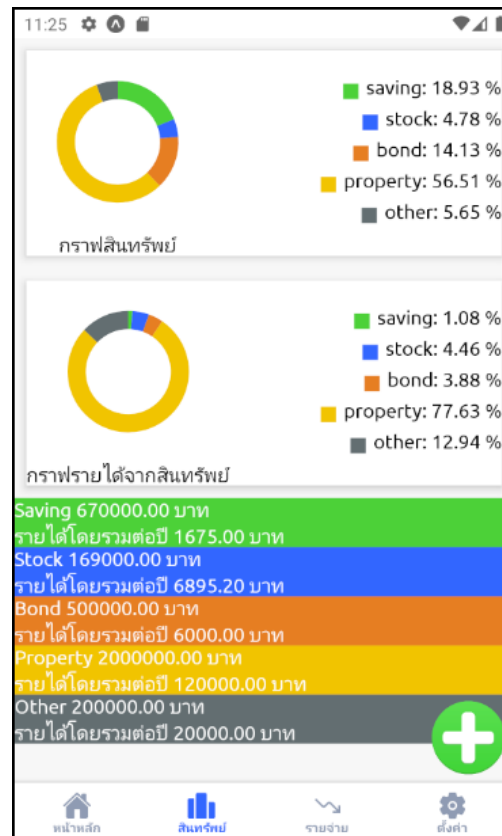 11:25
saving: 18.93 %
stock: 4.78 %
bond: 14.13 %
property: 56.51 %
other: 5.65 %
กราฟสินทรัพย์
saving: 1.08 %
stock: 4.46 %
bond: 3.88 %
property: 77.63 %
other: 12.94 %
กราฟรายได้จากสินทรัพย์
Saving 670000.00 บาท
รายได้โดยรวมต่อปี 1675.00 บาท
Stock 169000.00 บาท
รายได้โดยรวมต่อปี 6895.20 บาท
Bond 500000.00 บาท
รายได้โดยรวมต่อปี 6000.00 บาท
Property 2000000.00 บาท
รายได้โดยรวมต่อปี 120000.00 บาท
Other 200000.00 บาท
รายได้โดยรวมต่อปี 20000.00 บาท
หน้าหลัก สินทรัพย์ รายจ่าย ตั้งค่า